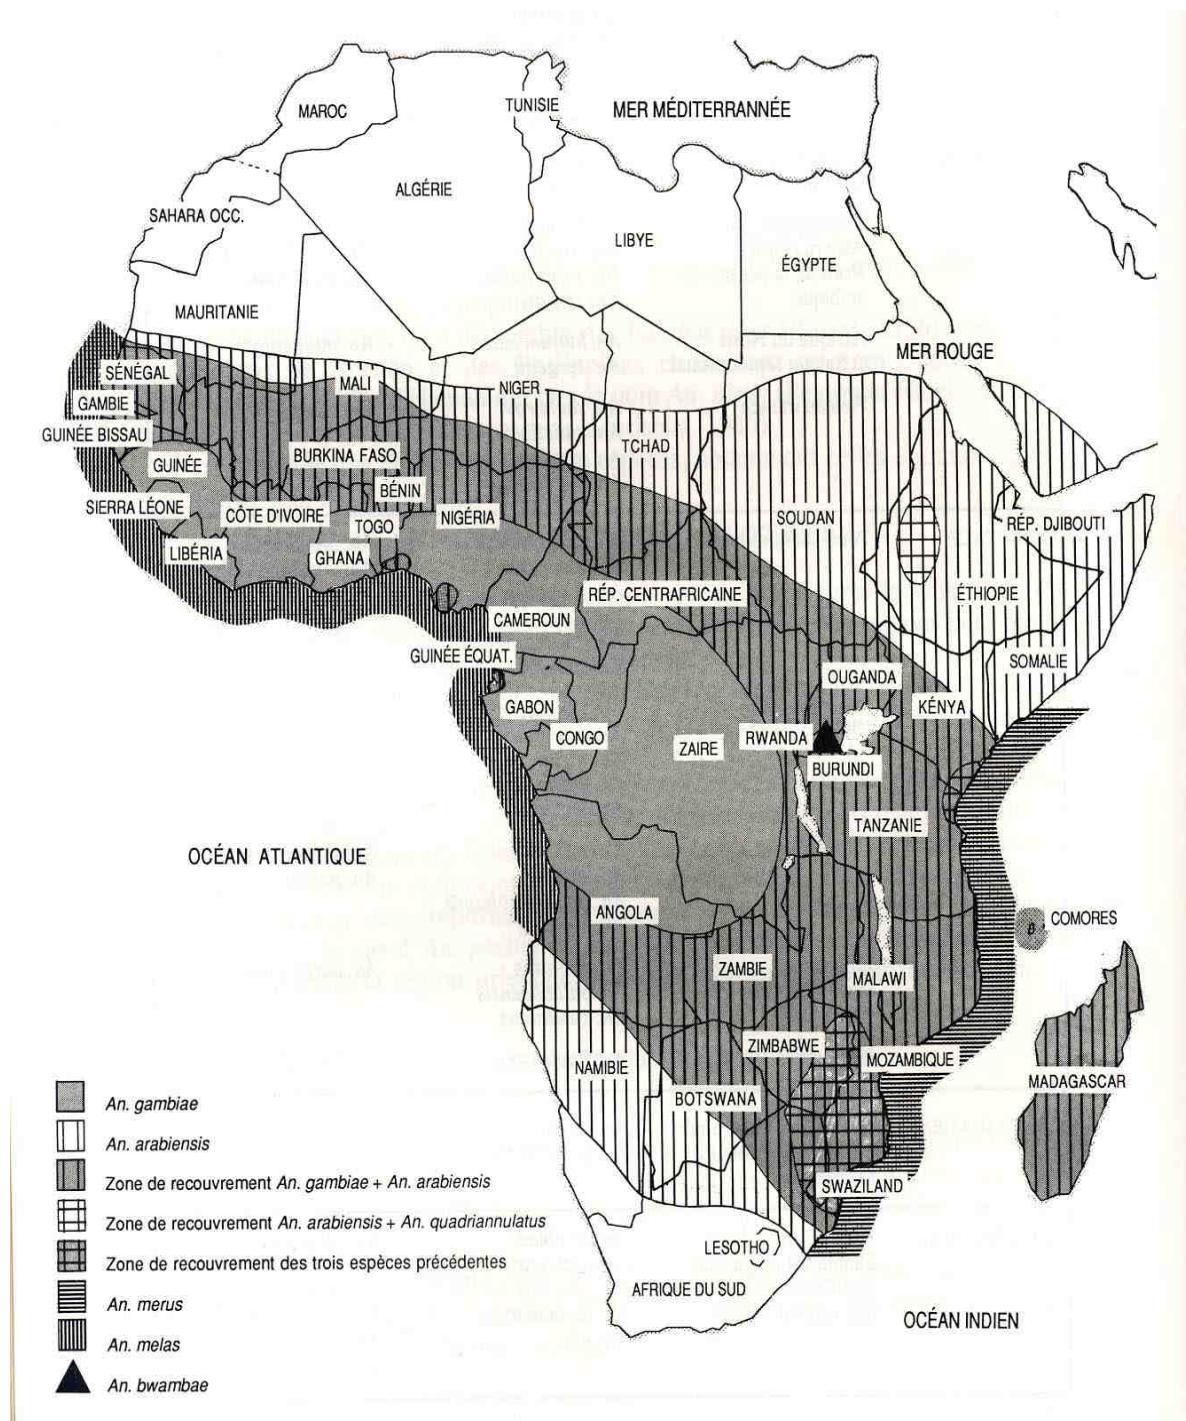 MAROC
TUNISIE
MER MÉDITERRANNÉE
ALGÉRIE
SAHARA OCC.
LIBYE
ÉGYPTE
MAURITANIE
MER ROUGE
SÉNÉGAL
MALI
NIGER
GAMBIE
GUINÉE BISSAU
TCHAD
GUINÉE
BURKINA FASO
BÉNIN
SIERRA LÉONE
CÔTE D'IVOIRE
TOGO
NIGÉRIA
SOUDAN
RÉP. DJIBOUTI
LIBÉRIA
GHANA
RÉP. CENTRAFRICAINE
ÉTHIOPIE
CAMEROUN
GUINÉE ÉQUAT.
SOMALIE
OUGANDA
GABON
KÉNYA
CONGO
ZAIRE
RWANDA
BURUNDI
TANZANIE
OCÉAN ATLANTIQUE
ANGOLA
COMORES
ZAMBIE
MALAWI
ZIMBABWE
MOZAMBIQUE
NAMIBIE
MADAGASCAR
BOTSWANA
SWAZILAND
LESOTHO
AFRIQUE DU SUD
OCÉAN INDIEN
An. gambiae
An. arabiensis
Zone de recouvrement An. gambiae + An. arabiensis
Zone de recouvrement An. arabiensis + An. quadriannulatus
Zone de recouvrement des trois espèces précédentes
An. merus
An. melas
An. bwambae